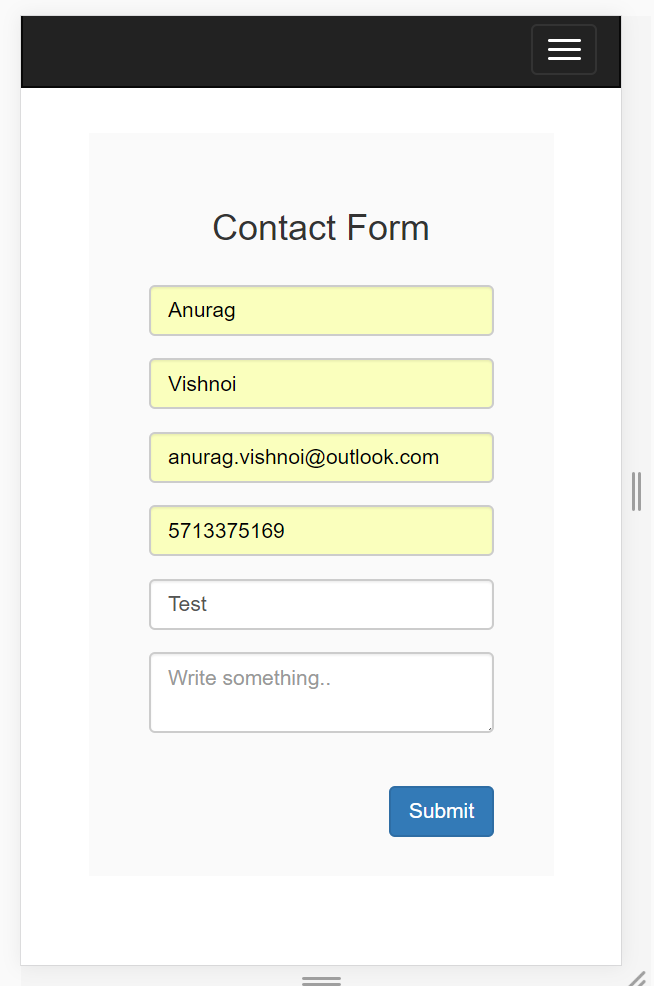 Contact Form
Anurag
Vishnoi
anurag.vishnoi@outlook.com
5713375169
Test
Write something..
Submit